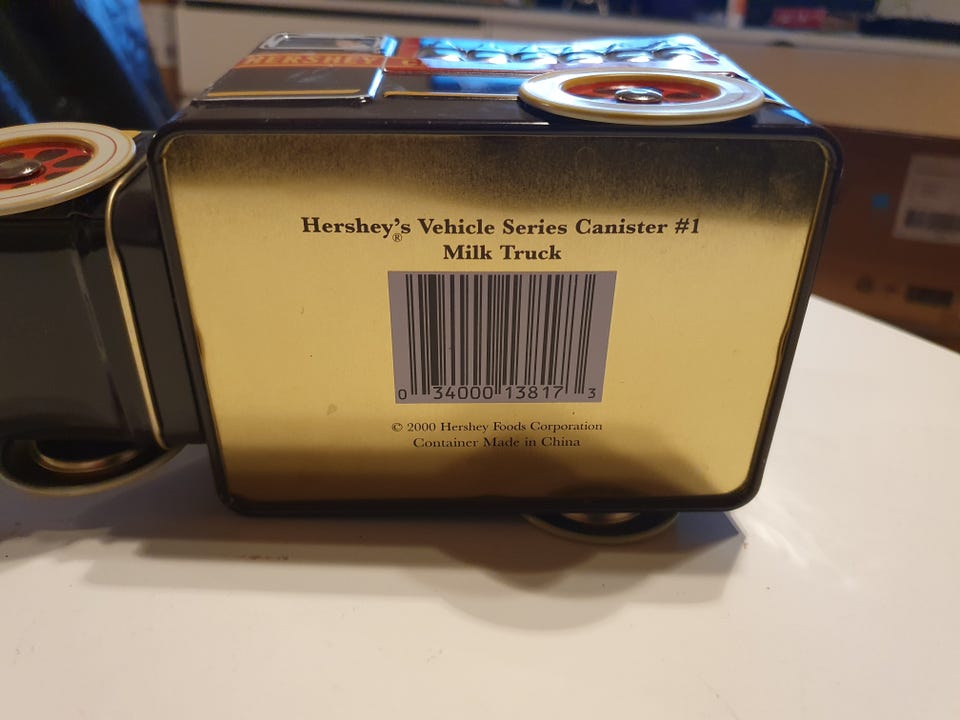 HERSHEY
Hershey's® Vehicle Series Canister #1
Milk Truck
0 34000 13817 3
© 2000 Hershey Foods Corporation
Container Made in China